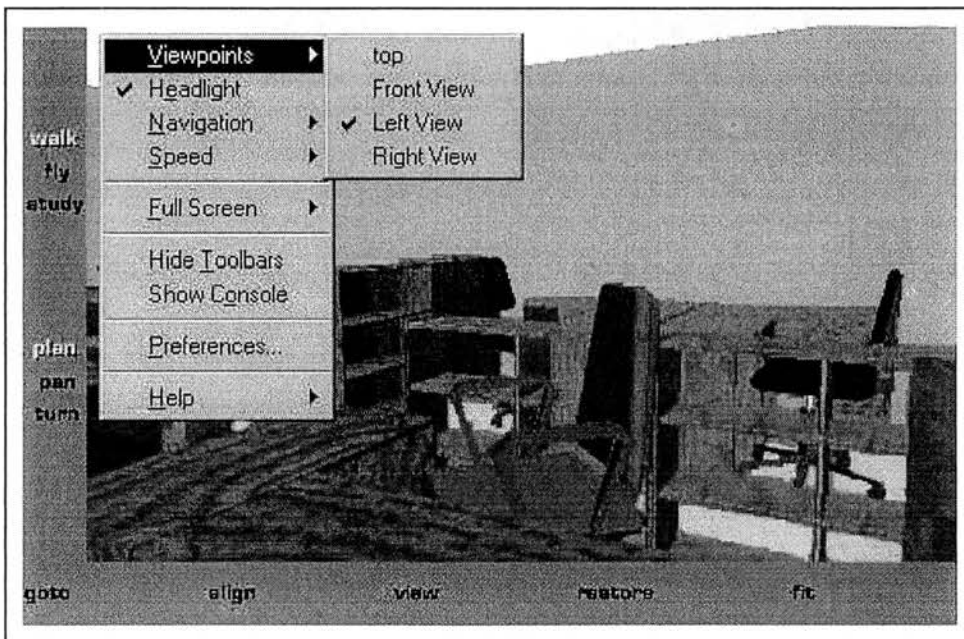 Viewpoints
Headlight
Navigation
Speed
Full Screen
Hide Toolbars
Show Console
Preferences...
Help
top
Front View
Left View
Right View
walk
fly
study
plan
pan
turn
goto
align
view
restore
fit